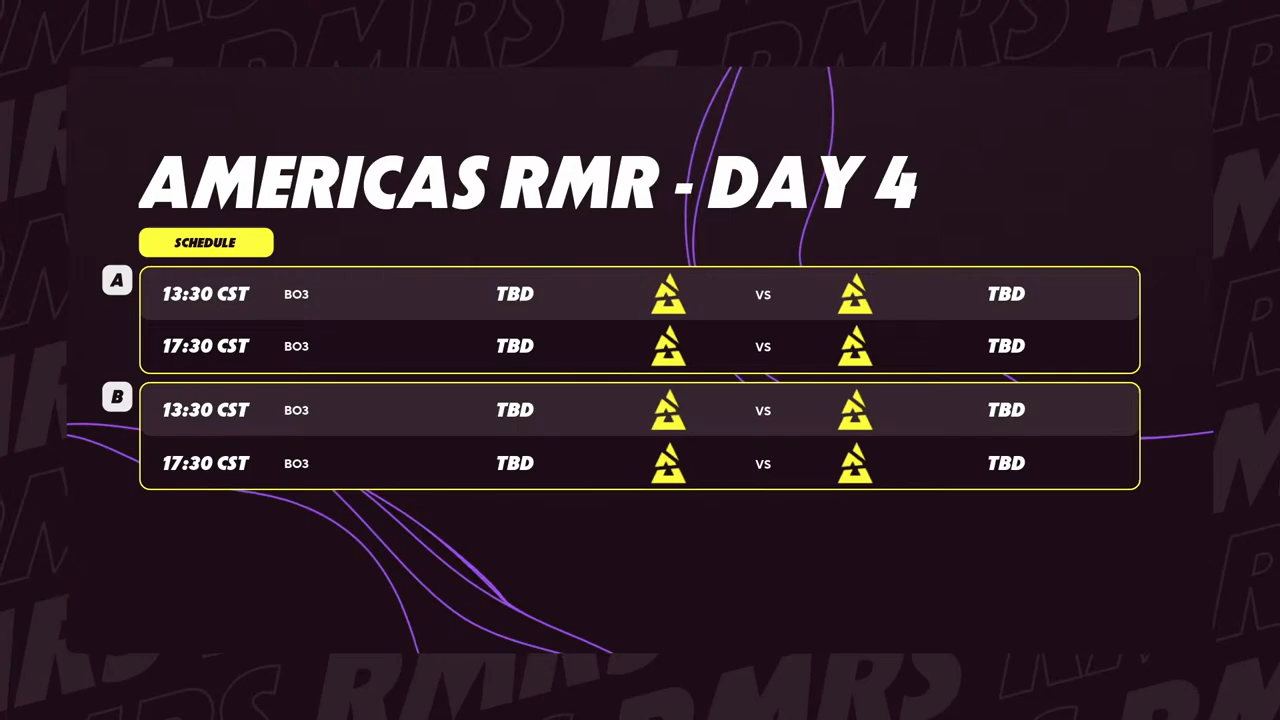 AMERICAS RMR - DAY 4
SCHEDULE
A
13:30 CST BO3 TBD VS TBD
17:30 CST BO3 TBD VS TBD
B
13:30 CST BO3 TBD VS TBD
17:30 CST BO3 TBD VS TBD
RMRS